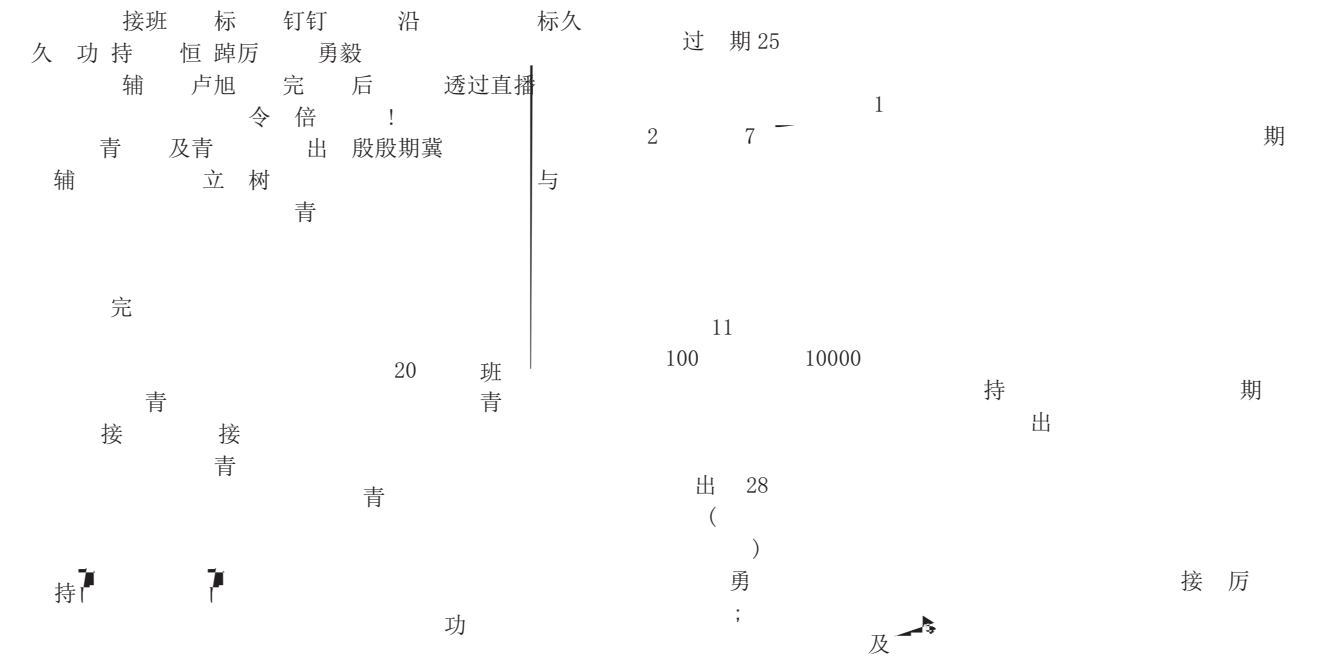 接班 标 钉钉 沿 标久
久 功 持 恒 踔厉 勇毅
辅 卢旭 完 后 透过直播
令 倍 !
青 及青 出 殷殷期冀
辅 立 树 与
青
完
20 班
青 青
接 接
青
青
持
功
过 期 25
1
2 7 期
11
100 10000
持 期
出
出 28
(
)
勇 接 厉
;
及